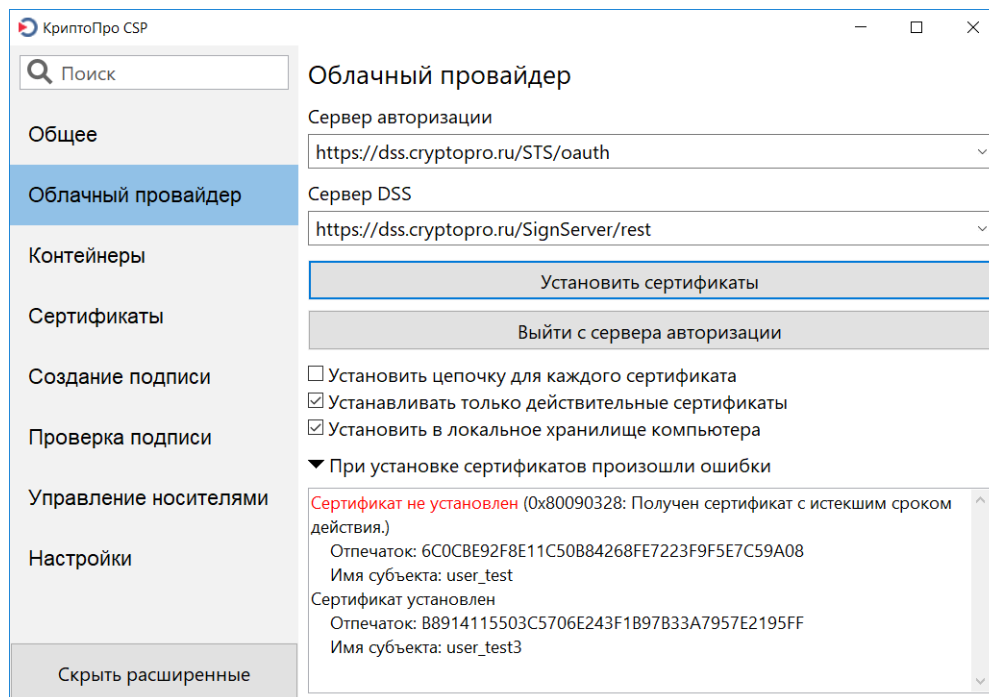 КриптоПро CSP
Поиск
Общее
Облачный провайдер
Контейнеры
Сертификаты
Создание подписи
Проверка подписи
Управление носителями
Настройки
Скрыть расширенные
Облачный провайдер
Сервер авторизации
https://dss.cryptopro.ru/STS/oauth
Сервер DSS
https://dss.cryptopro.ru/SignServer/rest
Установить сертификаты
Выйти с сервера авторизации
Установить цепочку для каждого сертификата
Устанавливать только действительные сертификаты
Установить в локальное хранилище компьютера
При установке сертификатов произошли ошибки
Сертификат не установлен (0x80090328: Получен сертификат с истекшим сроком
действия.)
Отпечаток: 6C0CBE92F8E11C50B84268FE7223F9F5E7C59A08
Имя субъекта: user_test
Сертификат установлен
Отпечаток: B8914115503C5706E243F1B97B33A7957E2195FF
Имя субъекта: user_test3